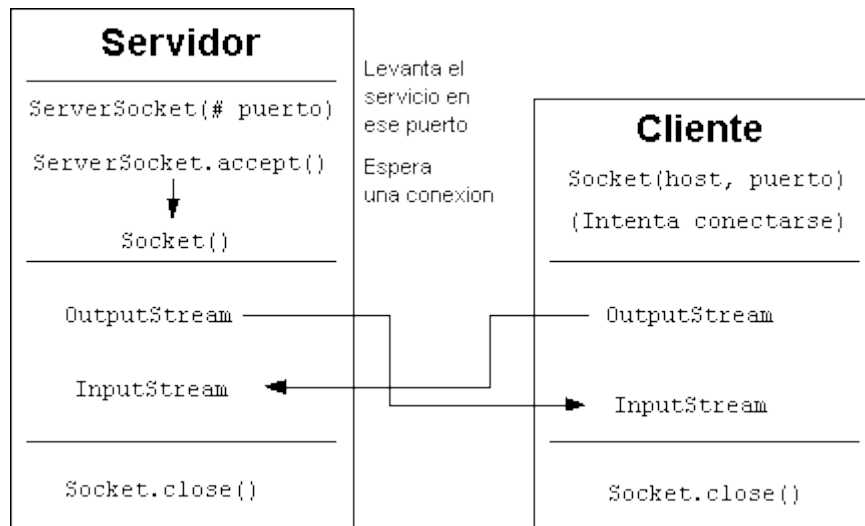 Servidor
ServerSocket(# puerto)
ServerSocket.accept()
Socket()
OutputStream
InputStream
Socket.close()
Levanta el
servicio en
ese puerto
Espera
una conexion
Cliente
Socket(host, puerto)
(Intenta conectarse)
OutputStream
InputStream
Socket.close()